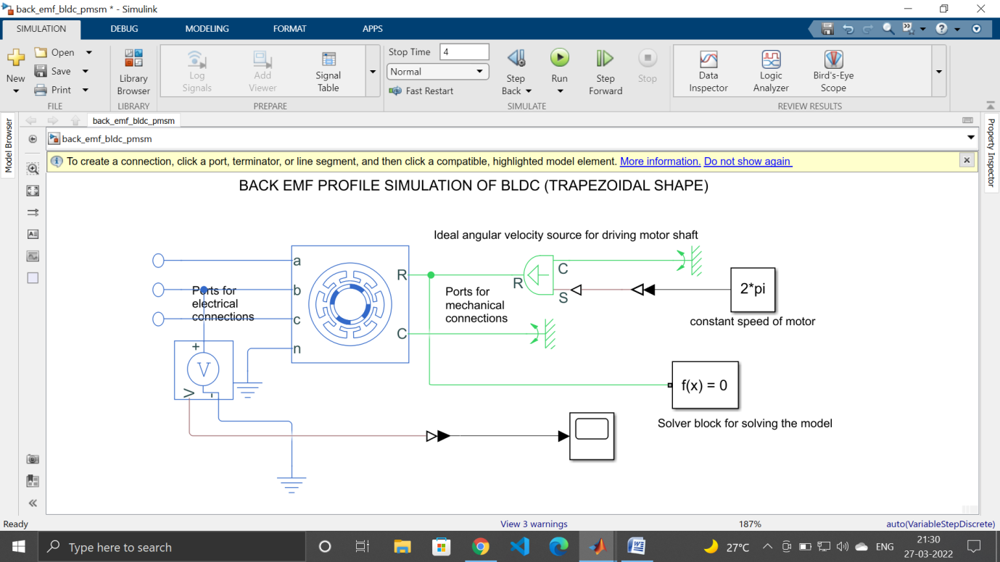 back_emf_bldc_pmsm * - Simulink
SIMULATION DEBUG MODELING FORMAT APPS
New
Open
Save
Print
FILE
Library
Browser
LIBRARY
Log
Signals
Add
Viewer
Signal
Table
PREPARE
Stop Time 4
Normal
Fast Restart
Step
Back
Run
Step
Forward
Stop
SIMULATE
Data
Inspector
Logic
Analyzer
Bird's-Eye
Scope
REVIEW RESULTS
Model Browser
back_emf_bldc_pmsm
back_emf_bldc_pmsm
Property Inspector
To create a connection, click a port, terminator, or line segment, and then click a compatible, highlighted model element. More information. Do not show again
BACK EMF PROFILE SIMULATION OF BLDC (TRAPEZOIDAL SHAPE)
Ideal angular velocity source for driving motor shaft
a
b
c
n
R
C
R
C
S
2*pi
constant speed of motor
Ports for
electrical
connections
Ports for
mechanical
connections
+
V
V
-
f(x) = 0
Solver block for solving the model
Ready
View 3 warnings
187%
auto(VariableStepDiscrete)
Type here to search
27°C
ENG
21:30
27-03-2022